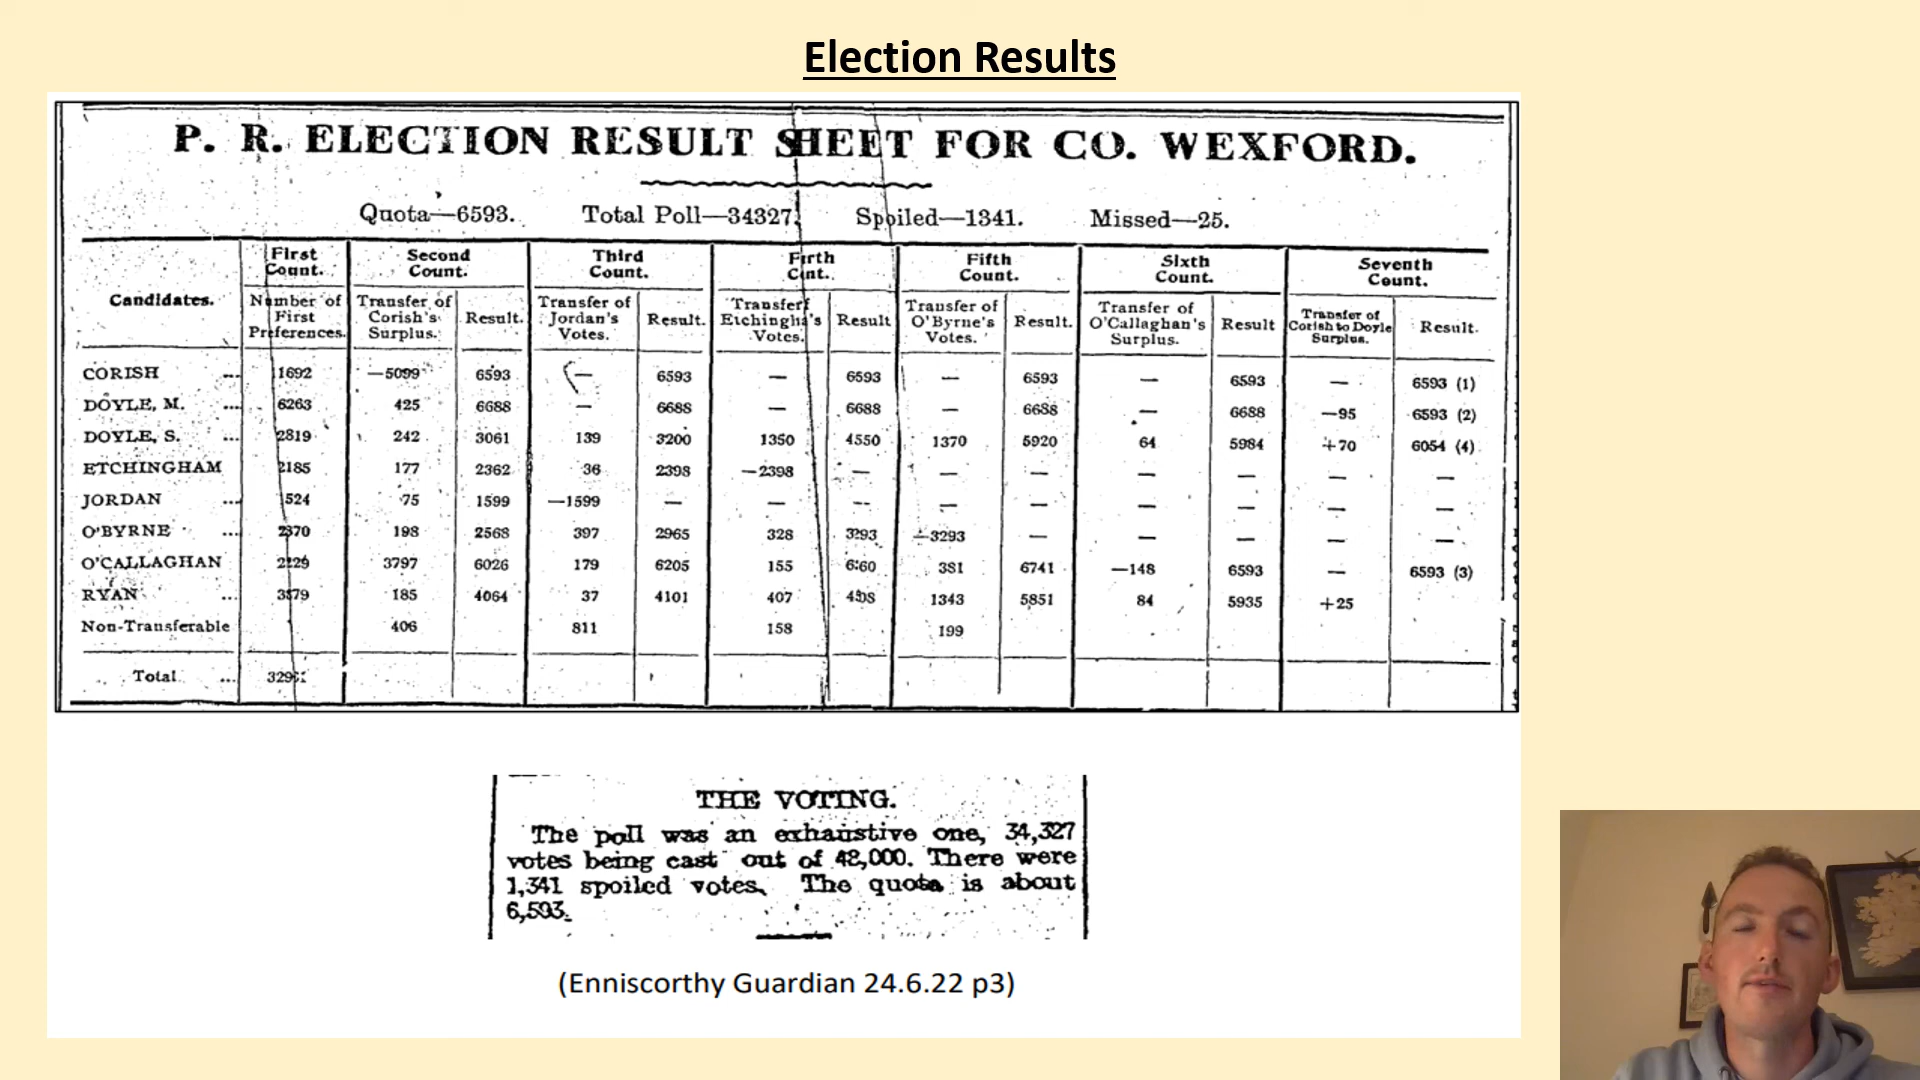 Election Results
P. R. ELECTION RESULT SHEET FOR CO. WEXFORD.
Quota—6593. Total Poll—34327. Spoiled—1341. Missed—25.
Candidates. First Count. Second Count. Third Count. Fifth Count. Sixth Count. Seventh Count.
Number of First Preferences. Transfer of Corish's Surplus. Result. Transfer of Jordan's Votes. Result. Transfer Etchingha's Votes. Result Transfer of O'Byrne's Votes. Result. Transfer of O'Callaghan's Surplus. Result Transfer of Corish to Doyle Surplus. Result.
CORISH ... 1692 —5099 6593 — 6593 — 6593 — 6593 — 6593 — 6593 (1)
DOYLE, M. ... 6263 425 6688 — 6688 — 6688 — 6688 — 6688 —95 6593 (2)
DOYLE, S. ... 2819 242 3061 139 3200 1350 4550 1370 5920 64 5984 +70 6054 (4)
ETCHINGHAM 2185 177 2362 36 2398 —2398 — — — — — — —
JORDAN ... 524 75 1599 —1599 — — — — — — — — —
O'BYRNE ... 2370 198 2568 397 2965 328 3293 —3293 — — — — —
O'CALLAGHAN 2229 3797 6026 179 6205 155 381 6741 —148 6593 — 6593 (3)
RYAN ... 3879 185 4064 37 4101 407 1343 5851 84 5935 +25
Non-Transferable 406 811 158 199
Total ...
THE VOTING.
The poll was an exhaustive one, 34,327
votes being cast out of 48,000. There were
1,341 spoiled votes. The quota is about
6,593.
(Enniscorthy Guardian 24.6.22 p3)